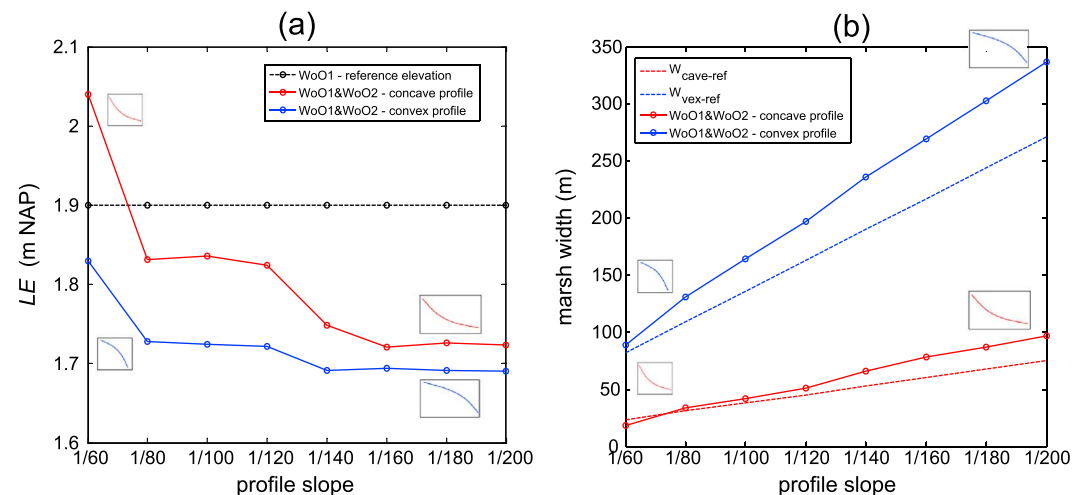 (a)
2.1
2
1.9
1.8
1.7
1.6
LE (m NAP)
WoO1 - reference elevation
WoO1&WoO2 - concave profile
WoO1&WoO2 - convex profile
1/60 1/80 1/100 1/120 1/140 1/160 1/180 1/200
profile slope
(b)
350
300
250
200
150
100
50
0
marsh width (m)
W cave-ref
W vex-ref
WoO1&WoO2 - concave profile
WoO1&WoO2 - convex profile
1/60 1/80 1/100 1/120 1/140 1/160 1/180 1/200
profile slope